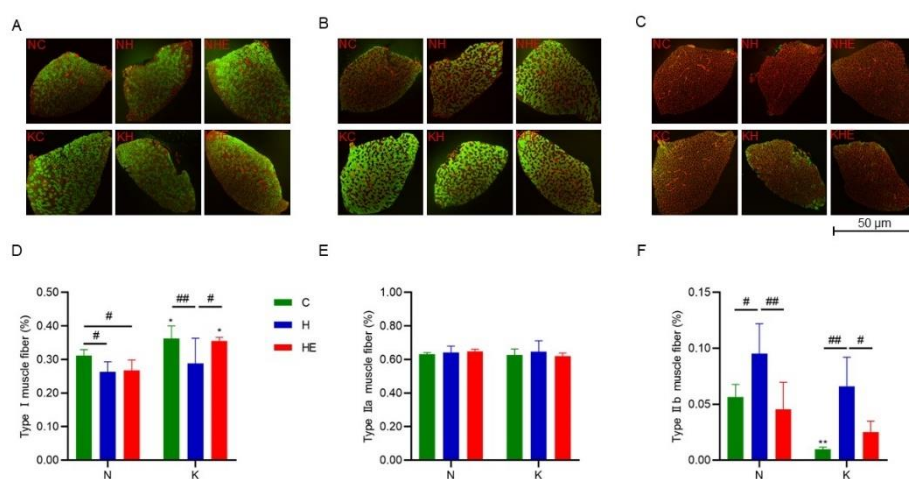 A
B
C
NC NH NHE
KC KH KHE
NC NH NHE
KC KH KHE
NC NH NHE
KC KH KHE
50 μm
D
E
F
Type I muscle fiber (%)
0.50
0.40
0.30
0.20
0.10
0.00
#
#
##
#
*
*
N K
C
H
HE
Type IIa muscle fiber (%)
1.00
0.80
0.60
0.40
0.20
0.00
N K
Type IIb muscle fiber (%)
0.15
0.10
0.05
0.00
#
##
##
#
**
N K